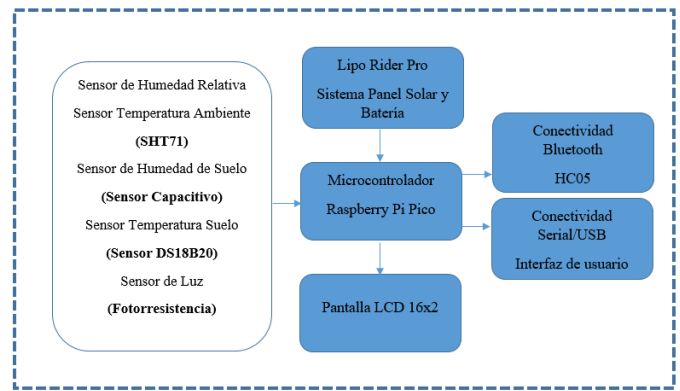 Sensor de Humedad Relativa
Sensor Temperatura Ambiente
(SHT71)
Sensor de Humedad de Suelo
(Sensor Capacitivo)
Sensor Temperatura Suelo
(Sensor DS18B20)
Sensor de Luz
(Fotorresistencia)
Lipo Rider Pro
Sistema Panel Solar y
Batería
Microcontrolador
Raspberry Pi Pico
Pantalla LCD 16x2
Conectividad
Bluetooth
HC05
Conectividad
Serial/USB
Interfaz de usuario